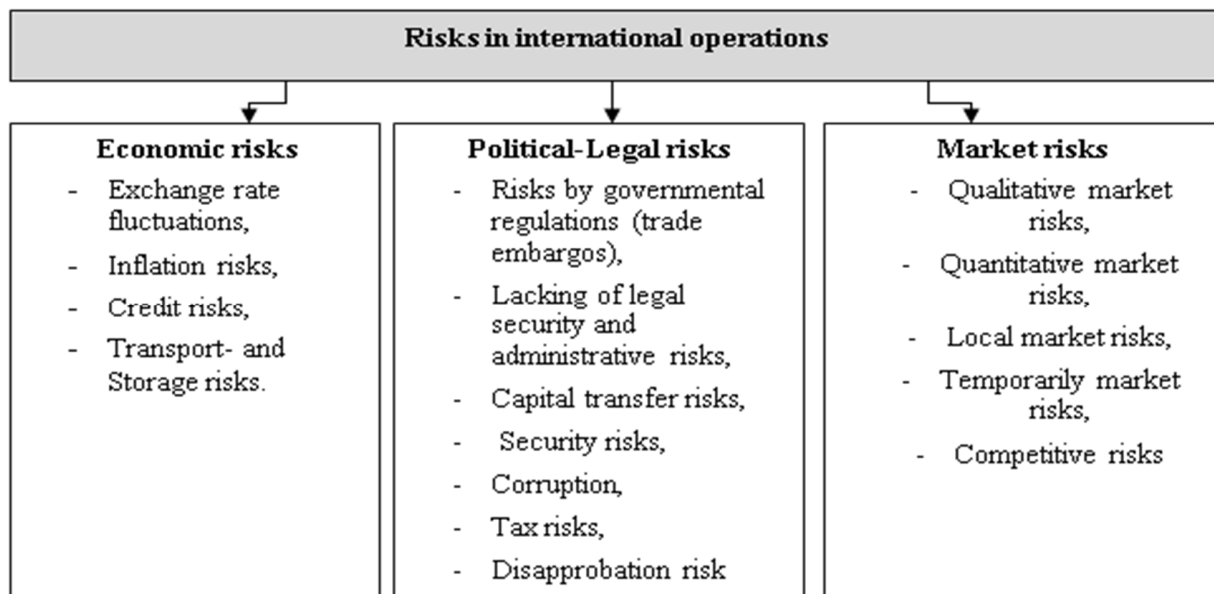 Risks in international operations
Economic risks
- Exchange rate
fluctuations,
- Inflation risks,
- Credit risks,
- Transport- and
Storage risks.
Political-Legal risks
- Risks by governmental
regulations (trade
embargos),
- Lacking of legal
security and
administrative risks,
- Capital transfer risks,
- Security risks,
- Corruption,
- Tax risks,
- Disapprobation risk
Market risks
- Qualitative market
risks,
- Quantitative market
risks,
- Local market risks,
- Temporarily market
risks,
- Competitive risks